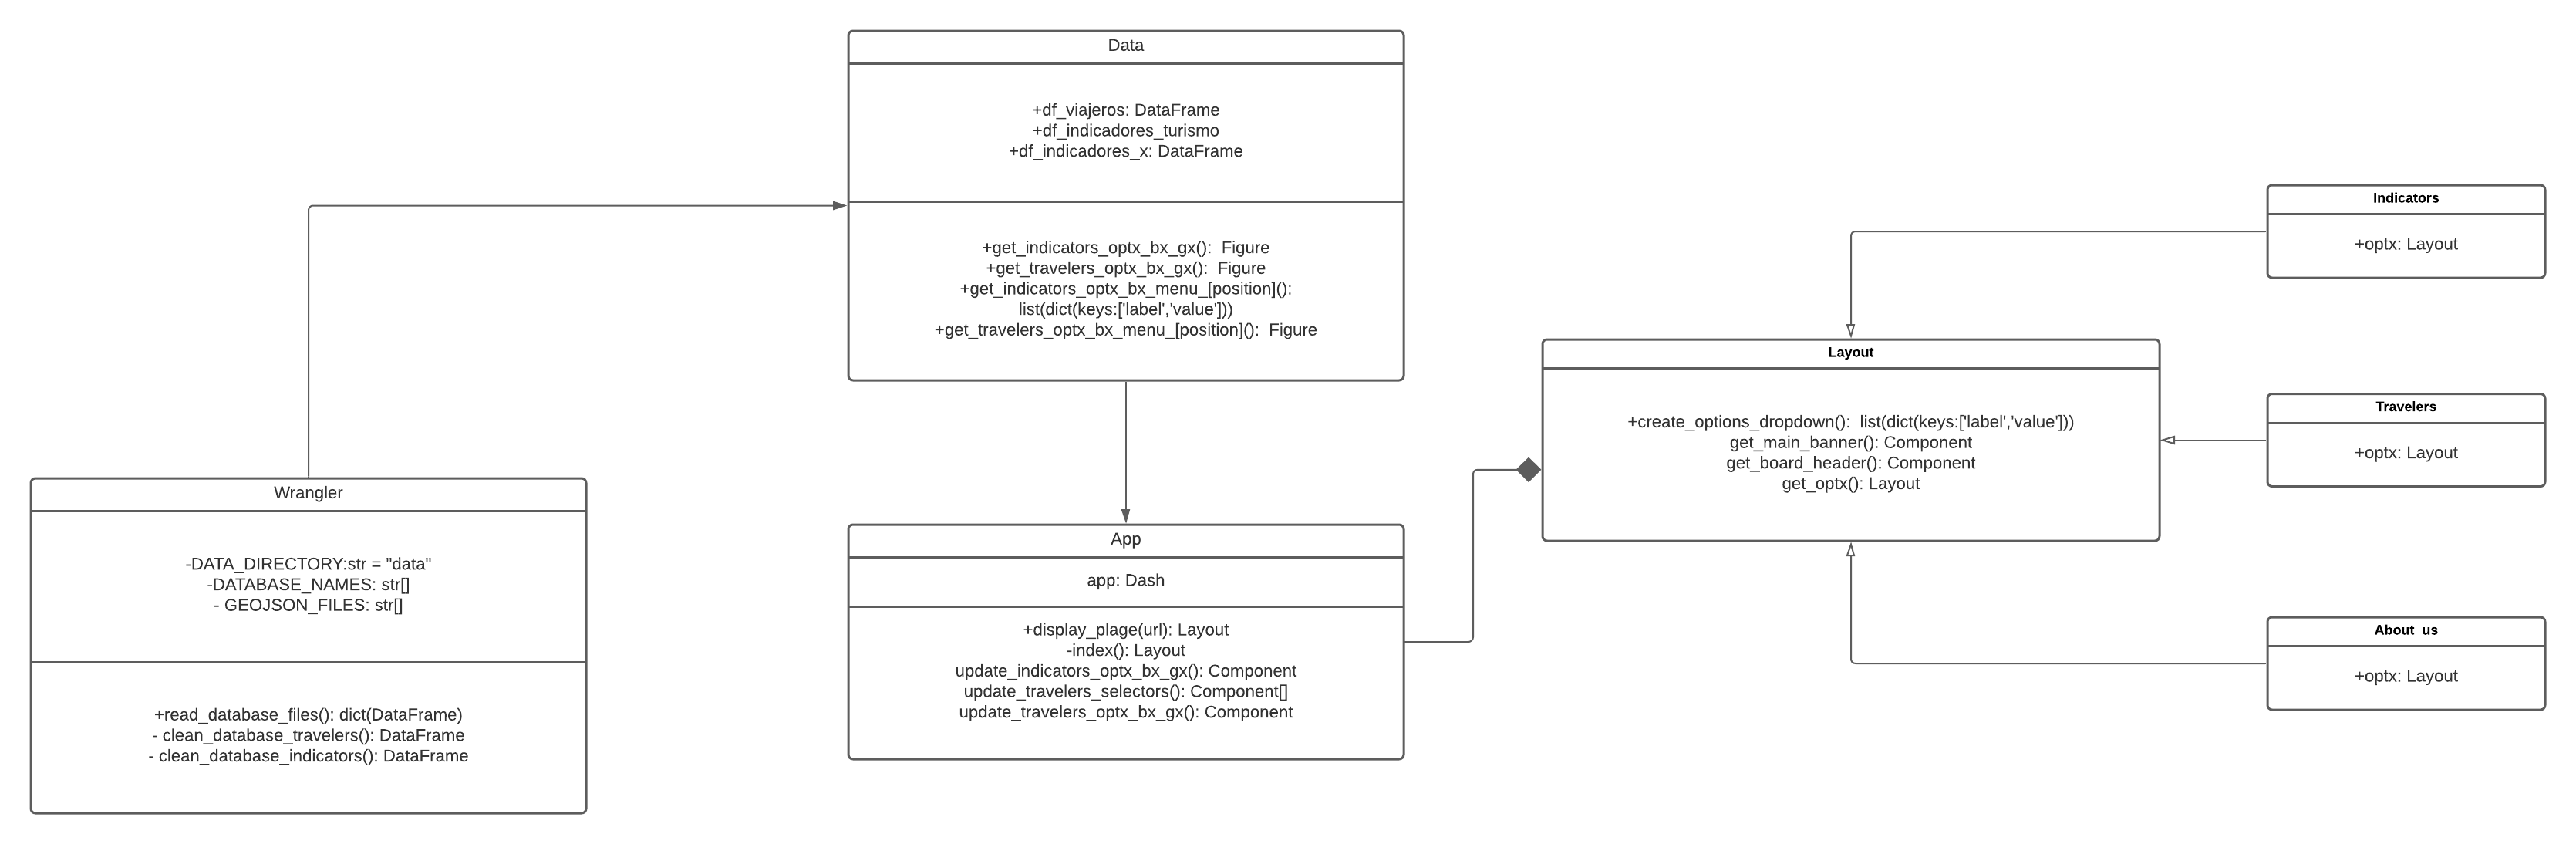 Data
+df_viajeros: DataFrame
+df_indicadores_turismo
+df_indicadores_x: DataFrame
+get_indicators_optx_bx_gx():  Figure
+get_travelers_optx_bx_gx():  Figure
+get_indicators_optx_bx_menu_[position]():
list(dict(keys:['label','value']))
+get_travelers_optx_bx_menu_[position]():  Figure
Wrangler
-DATA_DIRECTORY:str = "data"
-DATABASE_NAMES: str[]
- GEOJSON_FILES: str[]
+read_database_files(): dict(DataFrame)
- clean_database_travelers(): DataFrame
- clean_database_indicators(): DataFrame
App
app: Dash
+display_plage(url): Layout
-index(): Layout
update_indicators_optx_bx_gx(): Component
update_travelers_selectors(): Component[]
update_travelers_optx_bx_gx(): Component
Layout
+create_options_dropdown():  list(dict(keys:['label','value']))
get_main_banner(): Component
get_board_header(): Component
get_optx(): Layout
Indicators
+optx: Layout
Travelers
+optx: Layout
About_us
+optx: Layout